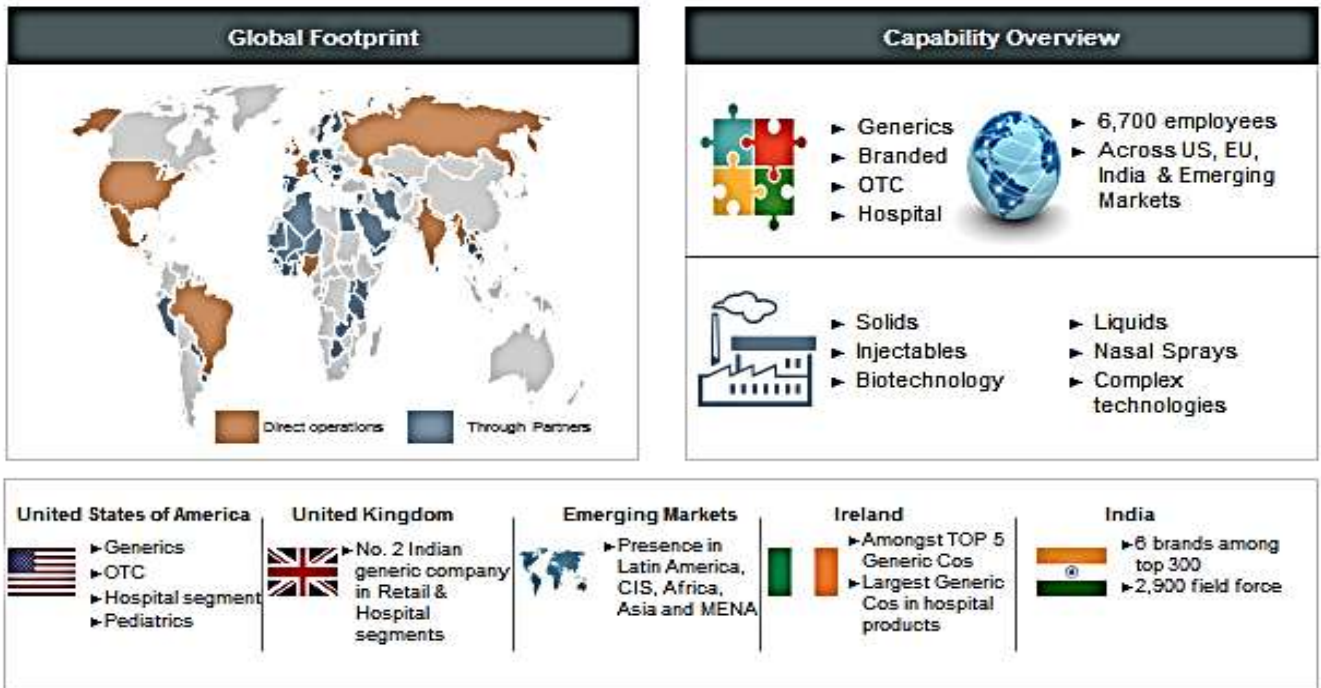 Global Footprint
Direct operations
Through Partners
Capability Overview
► Generics
► Branded
► OTC
► Hospital
► 6,700 employees
► Across US, EU,
India & Emerging
Markets
► Solids
► Injectables
► Biotechnology
► Liquids
► Nasal Sprays
► Complex
technologies
United States of America
►Generics
►OTC
►Hospital segment
►Pediatrics
United Kingdom
►No. 2 Indian
generic company
in Retail &
Hospital
segments
Emerging Markets
►Presence in
Latin America,
CIS, Africa,
Asia and MENA
Ireland
►Amongst TOP 5
Generic Cos
►Largest Generic
Cos in hospital
products
India
►6 brands among
top 300
►2,900 field force